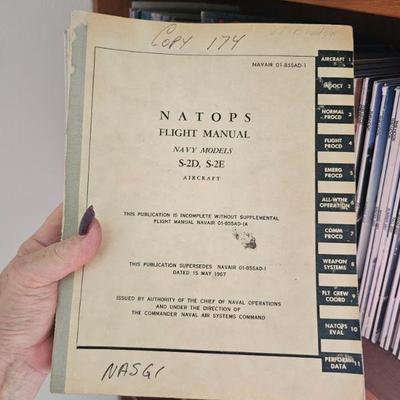 Copy 174
NAVAIR 01-85SAD-1
NATOPS
FLIGHT MANUAL
NAVY MODELS
S-2D, S-2E
AIRCRAFT
THIS PUBLICATION IS INCOMPLETE WITHOUT SUPPLEMENTAL
FLIGHT MANUAL NAVAIR 01-85SAD-1A
THIS PUBLICATION SUPERSEDES NAVAIR 01-85SAD-1
DATED 15 MAY 1967
ISSUED BY AUTHORITY OF THE CHIEF OF NAVAL OPERATIONS
AND UNDER THE DIRECTION OF
THE COMMANDER NAVAL AIR SYSTEMS COMMAND
NASGI
AIRCRAFT 1
INDOCT 2
NORMAL
PROCD 3
FLIGHT
PROCD 4
EMERG
PROCD 5
ALL-WTHR
OPERATION 6
COMM
PROCD 7
WEAPON
SYSTEMS 8
FLT CREW
COORD 9
NATOPS
EVAL 10
PERFORM
DATA 11